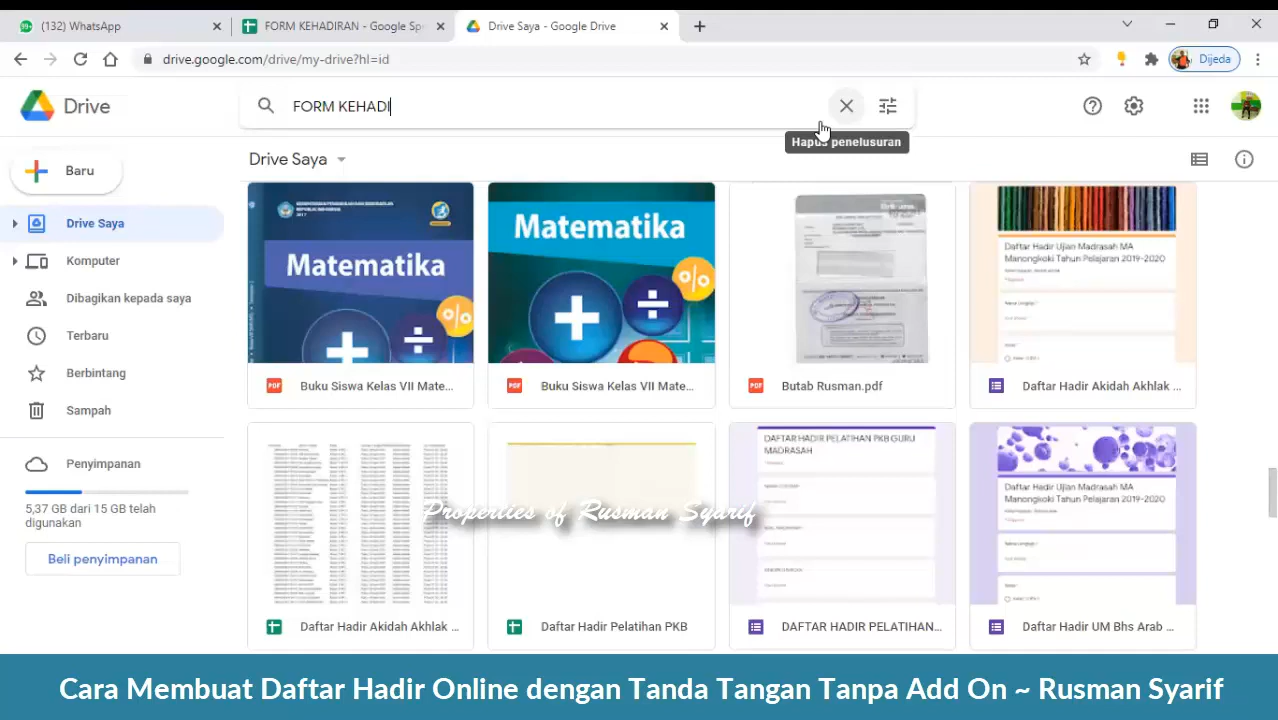 (132) WhatsApp
FORM KEHADIRAN - Google Sp
Drive Saya - Google Drive
drive.google.com/drive/my-drive?hl=id
Dijeda
Drive
FORM KEHADI
Hapus penelusuran
Baru
Drive Saya
Drive Saya
Komputer
Dibagikan kepada saya
Terbaru
Berbintang
Sampah
Penyimpanan
5,37 GB dari 15 GB telah
digunakan
Beli penyimpanan
2017
Matematika
Matematika
Daftar Hadir Ujian Madrasah MA
Manongkoki Tahun Pelajaran 2019-2020
Buku Siswa Kelas VII Mate...
Buku Siswa Kelas VII Mate...
Butab Rusman.pdf
Daftar Hadir Akidah Akhlak ...
DAFTAR HADIR PELATIHAN PKB GURU
MADRASAH
Daftar Hadir Ujian Madrasah MA
Manongkoki Tahun Pelajaran 2019-2020
Properties of Rusman Syarif
Daftar Hadir Akidah Akhlak ...
Daftar Hadir Pelatihan PKB
DAFTAR HADIR PELATIHAN...
Daftar Hadir UM Bhs Arab ...
Cara Membuat Daftar Hadir Online dengan Tanda Tangan Tanpa Add On ~ Rusman Syarif